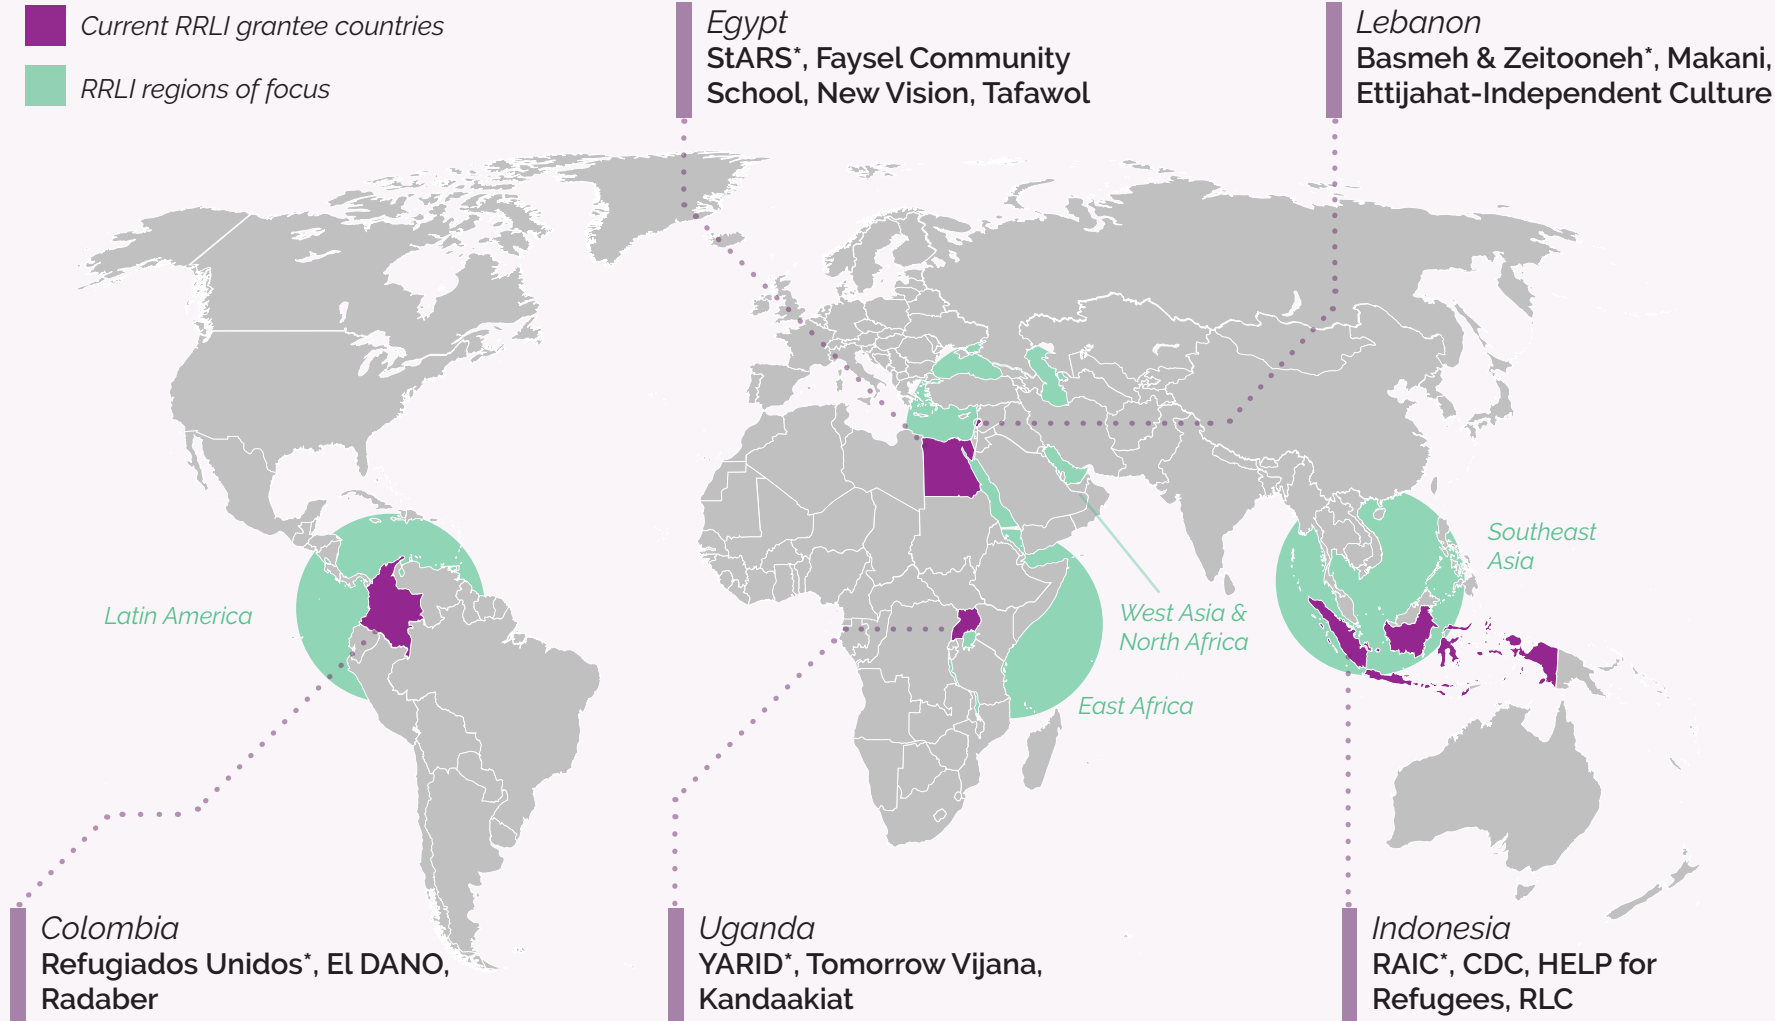 Current RRLI grantee countries
RRLI regions of focus
Egypt
StARS*, Faysel Community
School, New Vision, Tafawol
Lebanon
Basmeh & Zeitooneh*, Makani,
Ettijahat-Independent Culture
Latin America
West Asia &
North Africa
East Africa
Southeast
Asia
Colombia
Refugiados Unidos*, El DANO,
Radaber
Uganda
YARID*, Tomorrow Vijana,
Kandaakiat
Indonesia
RAIC*, CDC, HELP for
Refugees, RLC